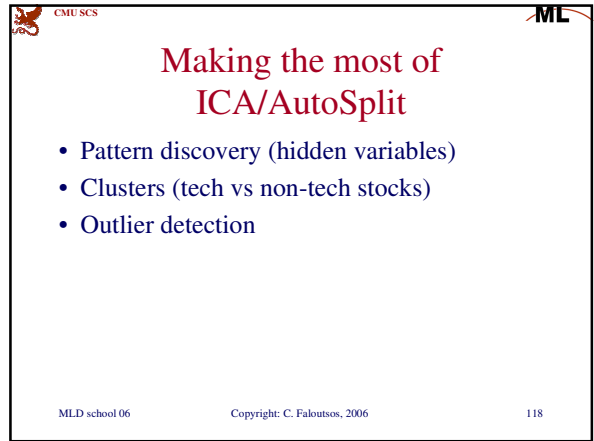 CMU SCS
ML
Making the most of
ICA/AutoSplit
• Pattern discovery (hidden variables)
• Clusters (tech vs non-tech stocks)
• Outlier detection
MLD school 06 Copyright: C. Faloutsos, 2006 118